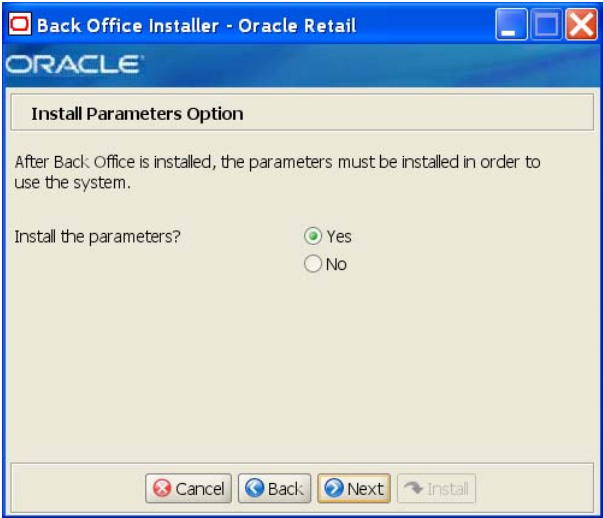 Back Office Installer - Oracle Retail
ORACLE
Install Parameters Option
After Back Office is installed, the parameters must be installed in order to
use the system.
Install the parameters? Yes
No
Cancel Back Next Install